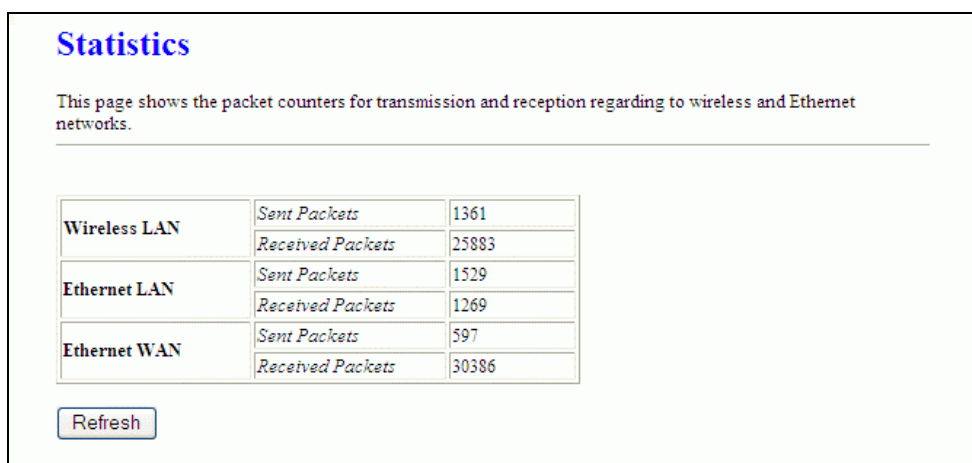 Statistics
This page shows the packet counters for transmission and reception regarding to wireless and Ethernet
networks.
Wireless LAN
Sent Packets 1361
Received Packets 25883
Ethernet LAN
Sent Packets 1529
Received Packets 1269
Ethernet WAN
Sent Packets 597
Received Packets 30386
Refresh